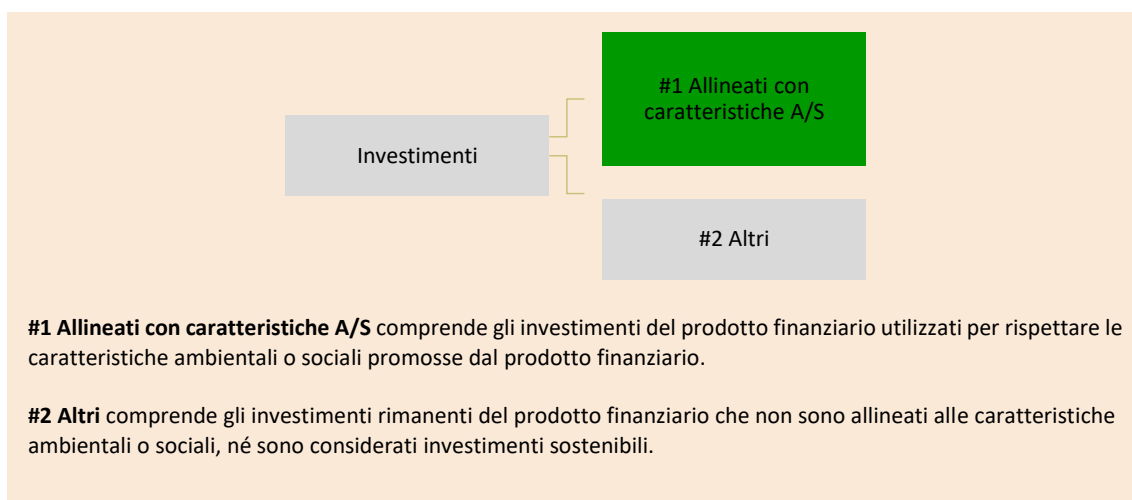 #1 Allineati con
caratteristiche A/S
Investimenti
#2 Altri
#1 Allineati con caratteristiche A/S comprende gli investimenti del prodotto finanziario utilizzati per rispettare le
caratteristiche ambientali o sociali promosse dal prodotto finanziario.
#2 Altri comprende gli investimenti rimanenti del prodotto finanziario che non sono allineati alle caratteristiche
ambientali o sociali, né sono considerati investimenti sostenibili.